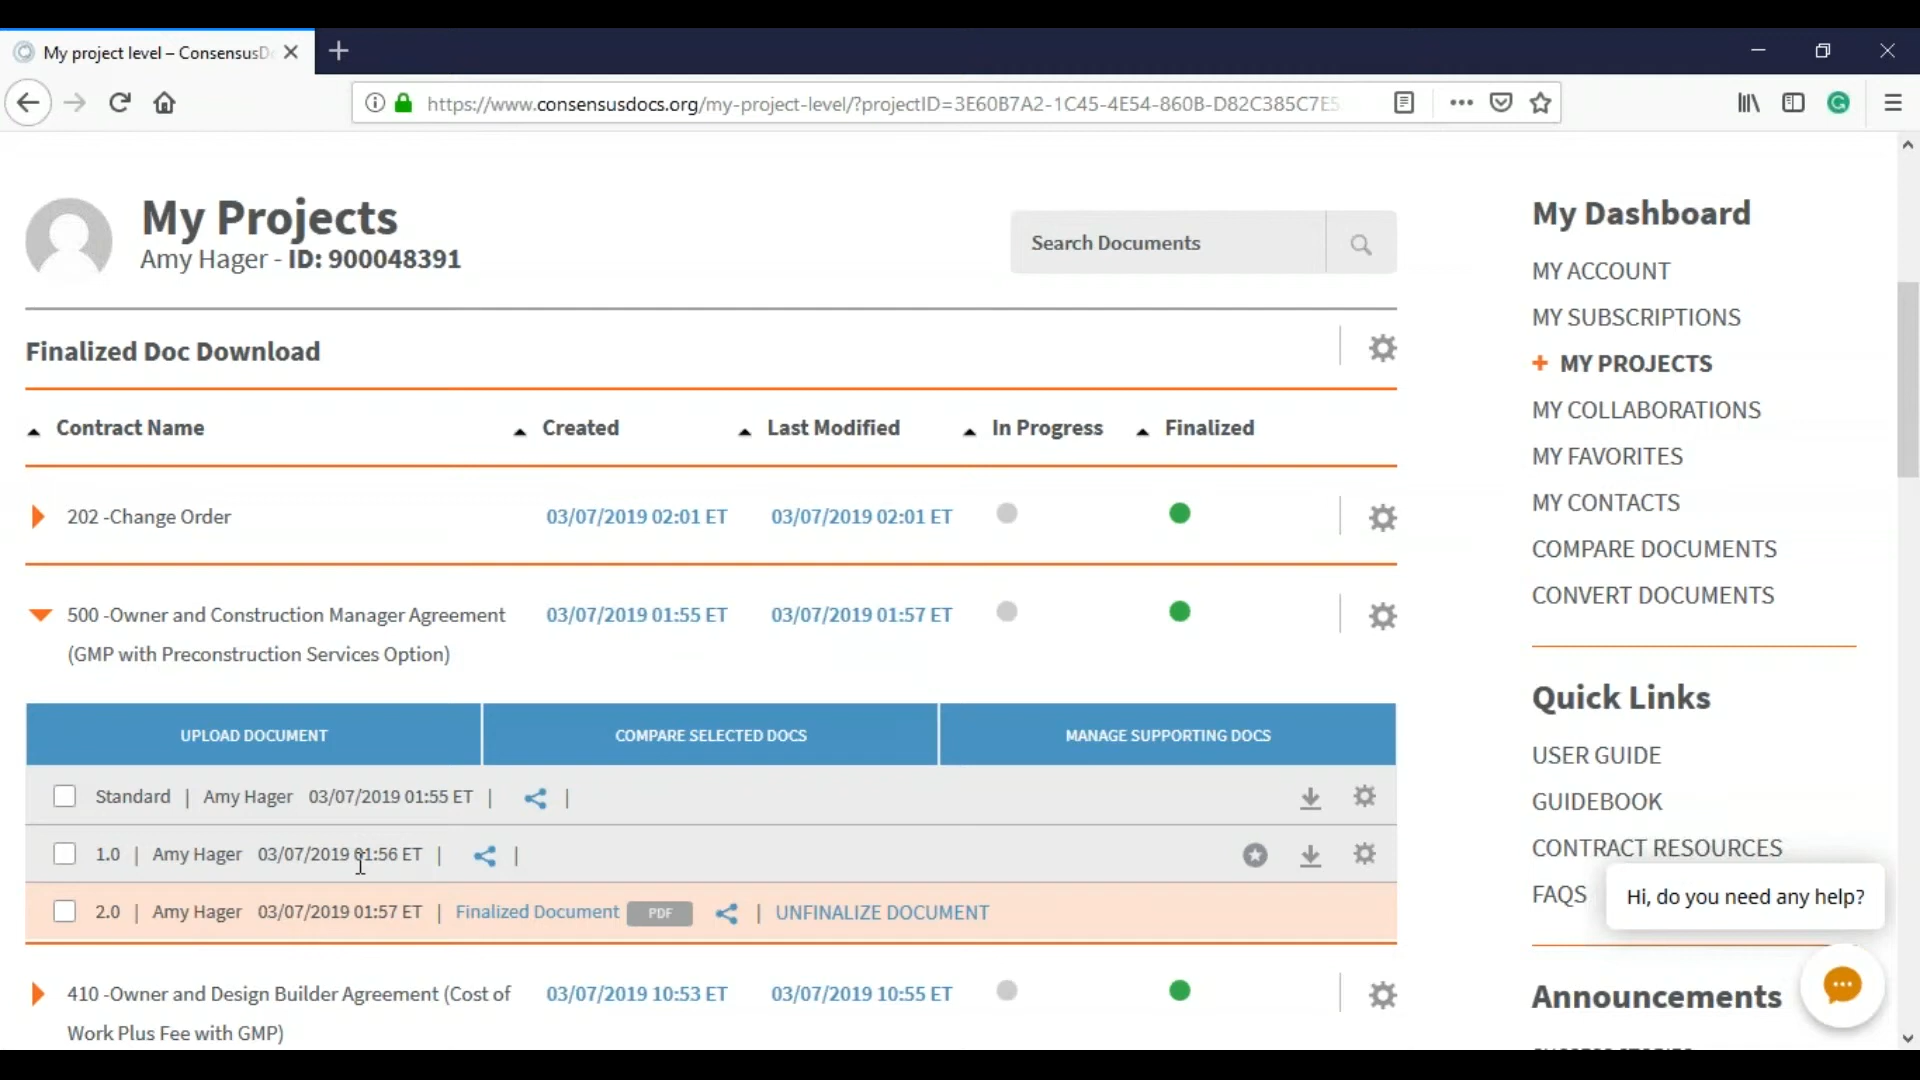 My project level – ConsensusD
https://www.consensusdocs.org/my-project-level/?projectID=3E60B7A2-1C45-4E54-860B-D82C385C7E5
My Projects
Amy Hager - ID: 900048391
Search Documents
Finalized Doc Download
Contract Name Created Last Modified In Progress Finalized
202 -Change Order 03/07/2019 02:01 ET 03/07/2019 02:01 ET
500 -Owner and Construction Manager Agreement 03/07/2019 01:55 ET 03/07/2019 01:57 ET
(GMP with Preconstruction Services Option)
UPLOAD DOCUMENT COMPARE SELECTED DOCS MANAGE SUPPORTING DOCS
Standard | Amy Hager 03/07/2019 01:55 ET | |
1.0 | Amy Hager 03/07/2019 01:56 ET | |
2.0 | Amy Hager 03/07/2019 01:57 ET | Finalized Document PDF | UNFINALIZE DOCUMENT
410 -Owner and Design Builder Agreement (Cost of 03/07/2019 10:53 ET 03/07/2019 10:55 ET
Work Plus Fee with GMP)
My Dashboard
MY ACCOUNT
MY SUBSCRIPTIONS
+ MY PROJECTS
MY COLLABORATIONS
MY FAVORITES
MY CONTACTS
COMPARE DOCUMENTS
CONVERT DOCUMENTS
Quick Links
USER GUIDE
GUIDEBOOK
CONTRACT RESOURCES
FAQS
Hi, do you need any help?
Announcements